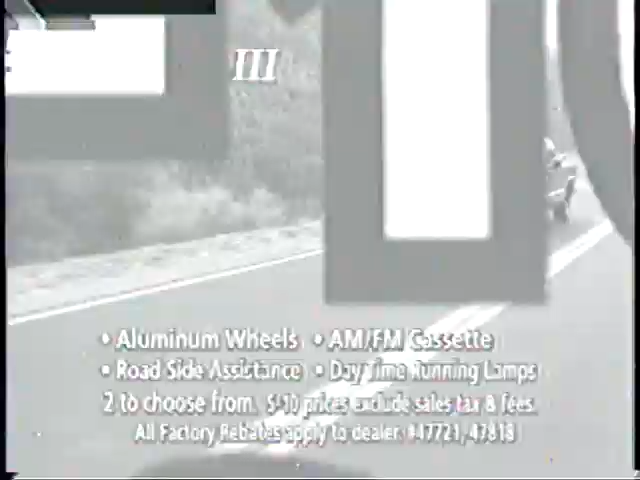 III
• Aluminum Wheels • AM/FM Cassette
• Road Side Assistance • Day Time Running Lamps
2 to choose from. S-10 prices exclude sales tax & fees.
All Factory Rebates apply to dealer. #47721, 47818